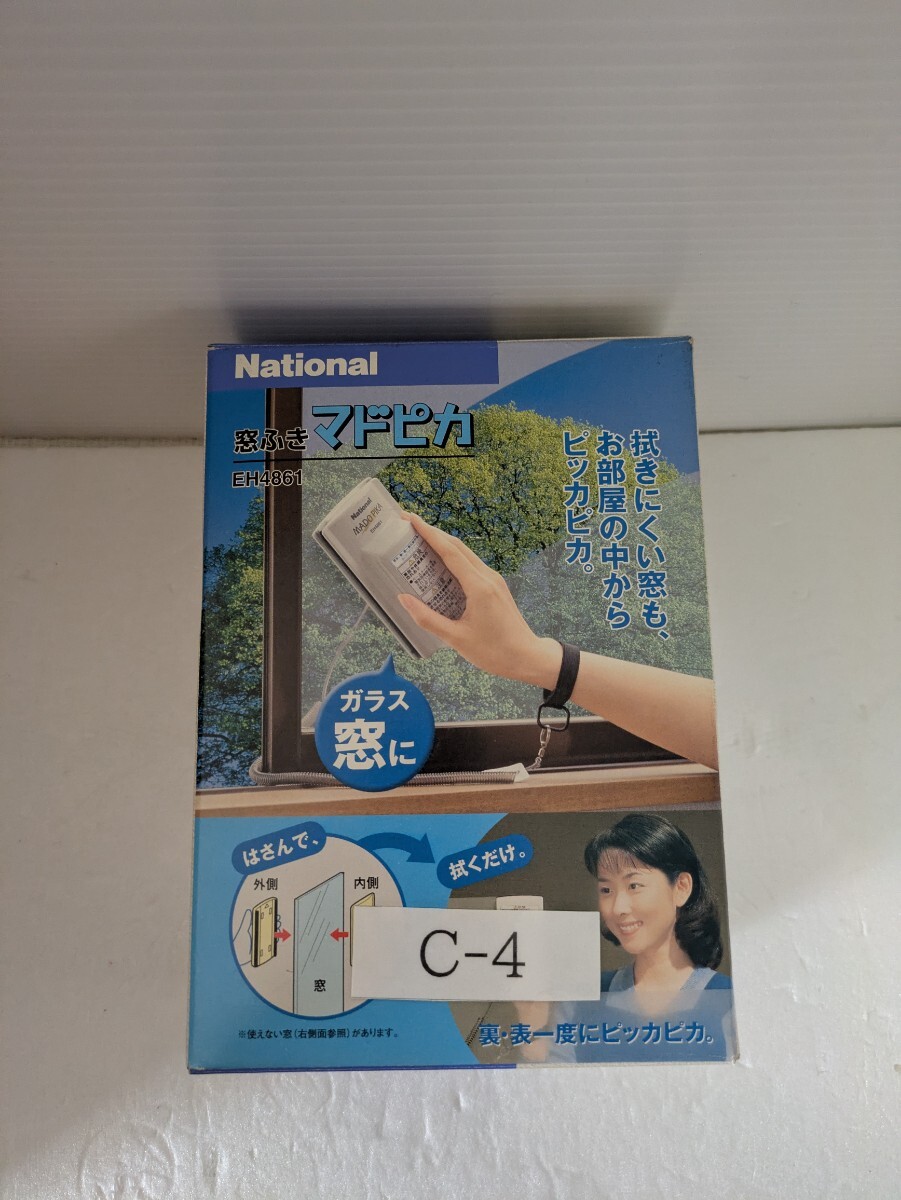 National
窓ふきマドピカ
EH4861
拭きにくい窓も、
お部屋の中から
ピッカピカ。
National
MADO PIKA
ガラス
窓に
はさんで、
拭くだけ。
外側
内側
窓
C-4
※使えない窓(右側面参照)があります。
裏・表一度にピッカピカ。